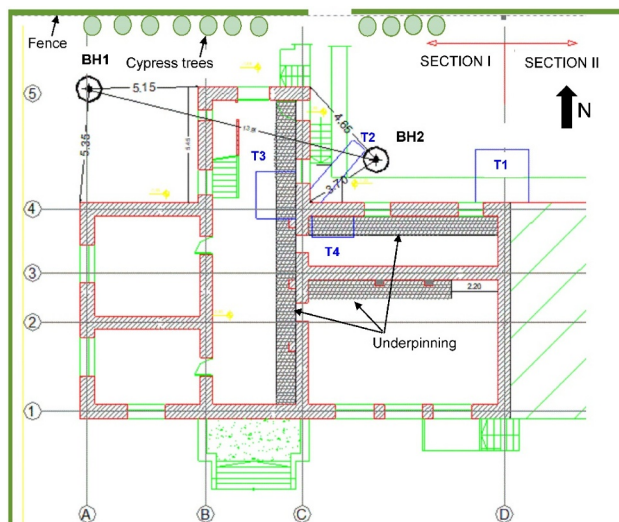 Fence
Cypress trees
BH1
SECTION I
SECTION II
N
5
5.15
4.65
T2
BH2
5.35
T3
T1
3.70
4
T4
3
2.20
2
Underpinning
1
A
B
C
D